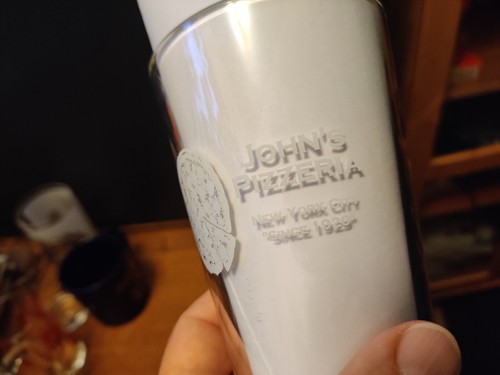 John's
Pizzeria
New York City
"Since 1929"